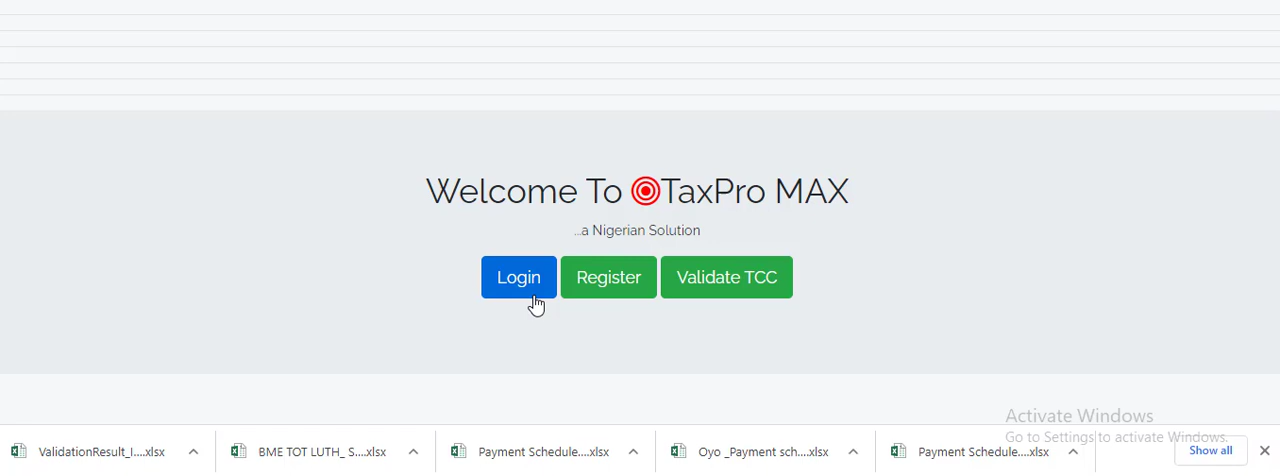 Welcome To TaxPro MAX
...a Nigerian Solution
Login Register Validate TCC
Activate Windows
Go to Settings to activate Windows.
ValidationResult_I....xlsx BME TOT LUTH_ S....xlsx Payment Schedule....xlsx Oyo _Payment sch....xlsx Payment Schedule....xlsx Show all